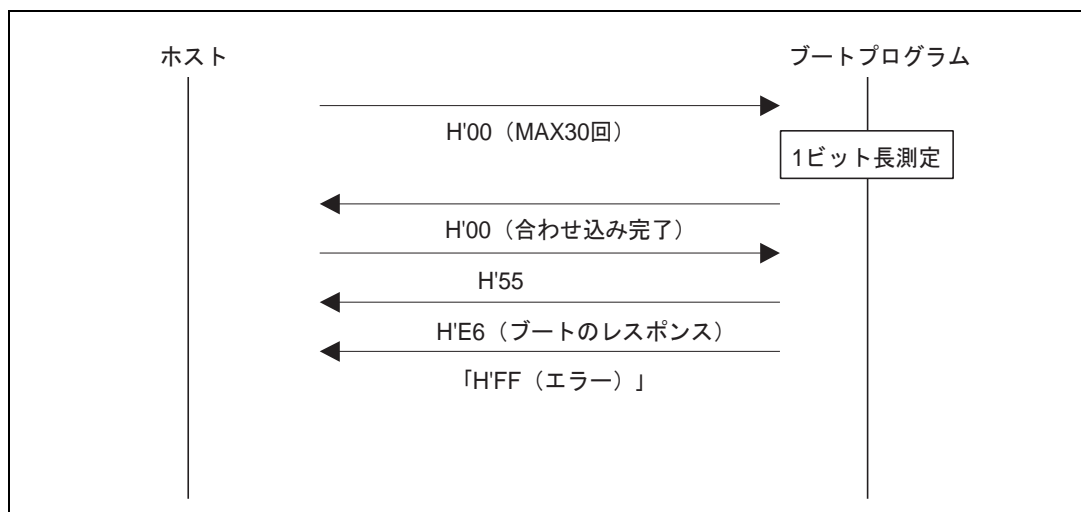 ホスト
ブートプログラム
H'00（MAX30回）
1ビット長測定
H'00（合わせ込み完了）
H'55
H'E6（ブートのレスポンス）
「H'FF（エラー）」